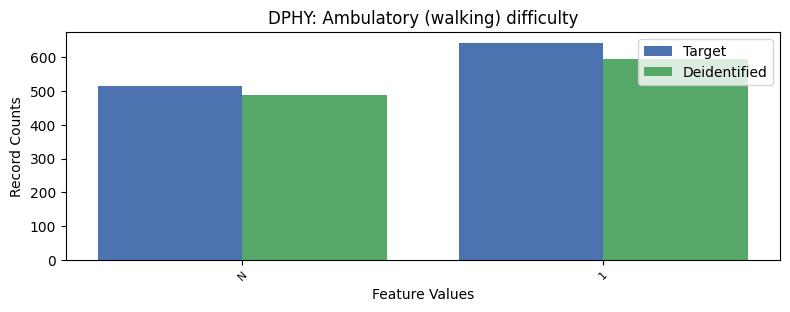 DPHY: Ambulatory (walking) difficulty
Target
Deidentified
Record Counts
600
500
400
300
200
100
0
N
1
Feature Values